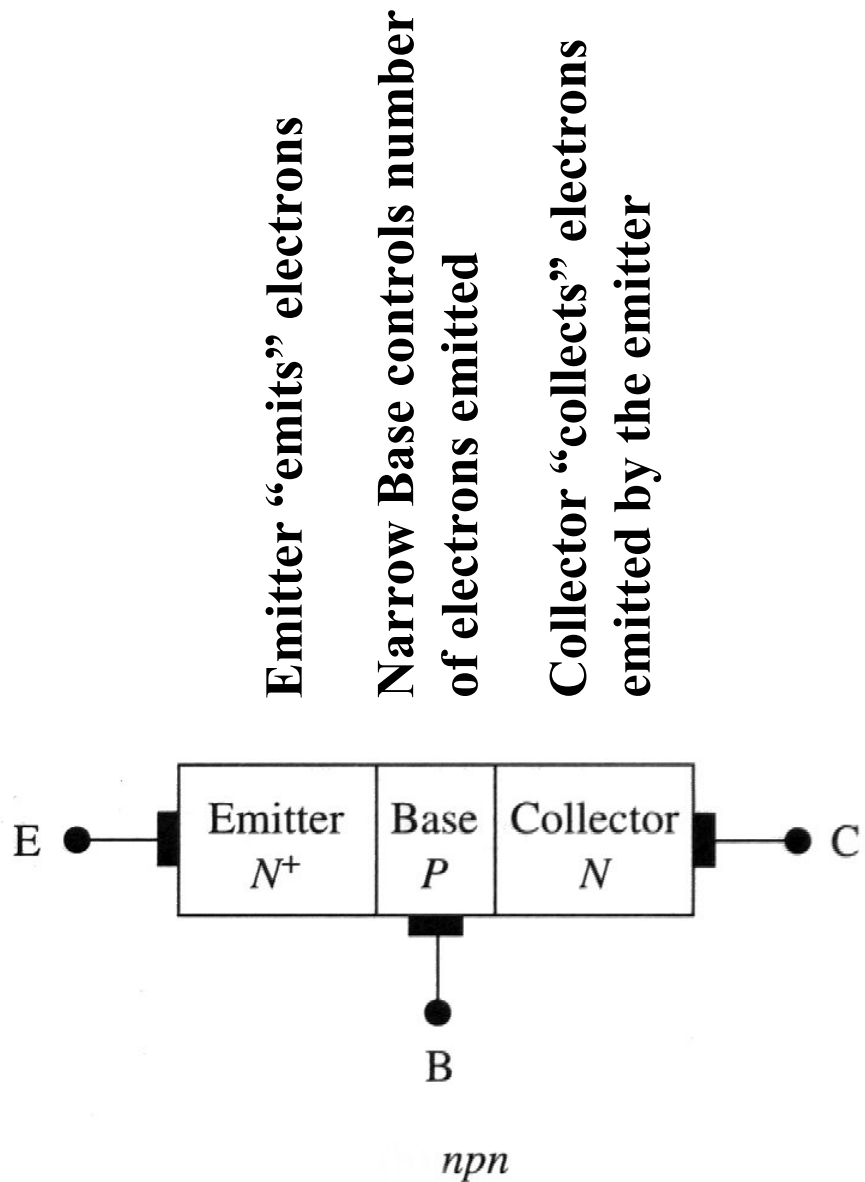 Emitter “emits” electrons
Narrow Base controls number
of electrons emitted
Collector “collects” electrons
emitted by the emitter
Emitter
N+
Base
P
Collector
N
E
C
B
npn